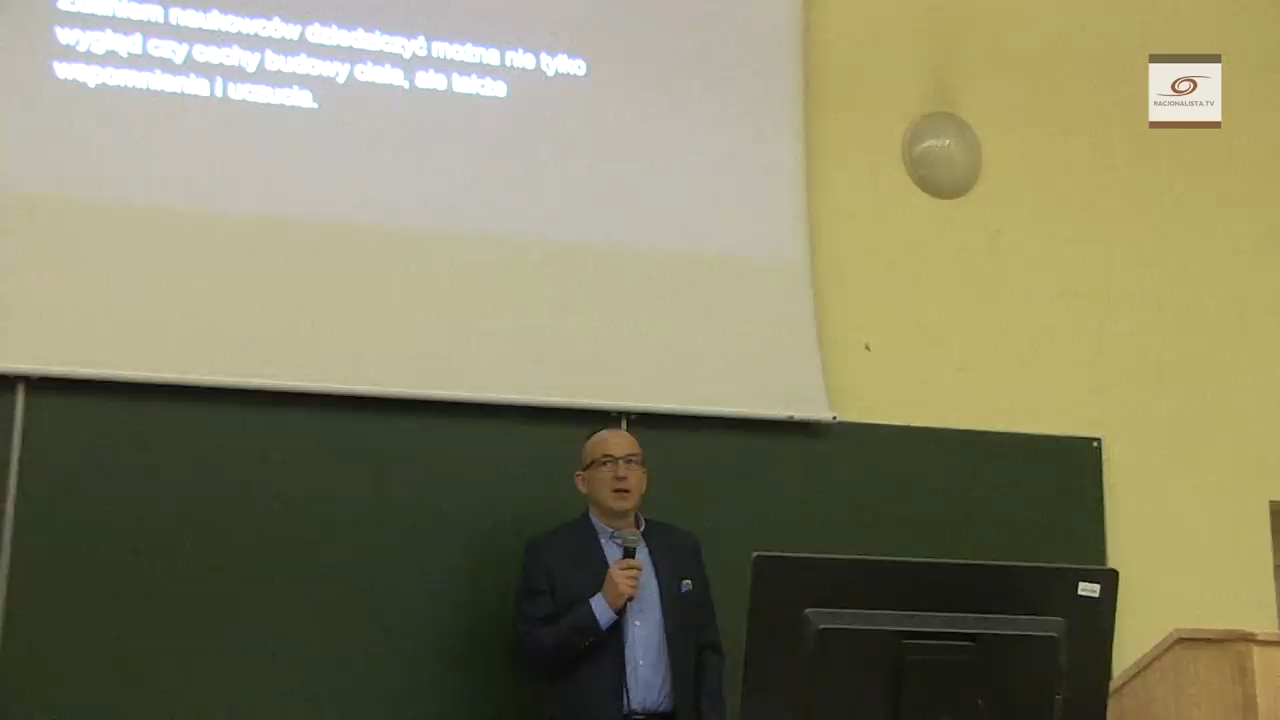 Zdaniem naukowców dziedziczyć można nie tylko
wygląd czy cechy budowy ciała, ale także
wspomnienia i uczucia.
RACJONALISTA.TV